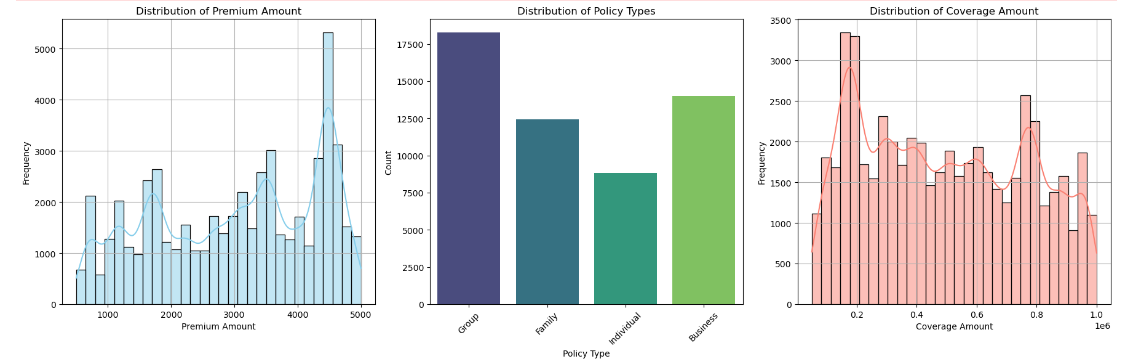 Distribution of Premium Amount
Frequency
5000
4000
3000
2000
1000
0
1000
2000
3000
4000
5000
Premium Amount
Distribution of Policy Types
Count
17500
15000
12500
10000
7500
5000
2500
0
Group
Family
Individual
Business
Policy Type
Distribution of Coverage Amount
Frequency
3500
3000
2500
2000
1500
1000
500
0
0.2
0.4
0.6
0.8
1.0
1e6
Coverage Amount